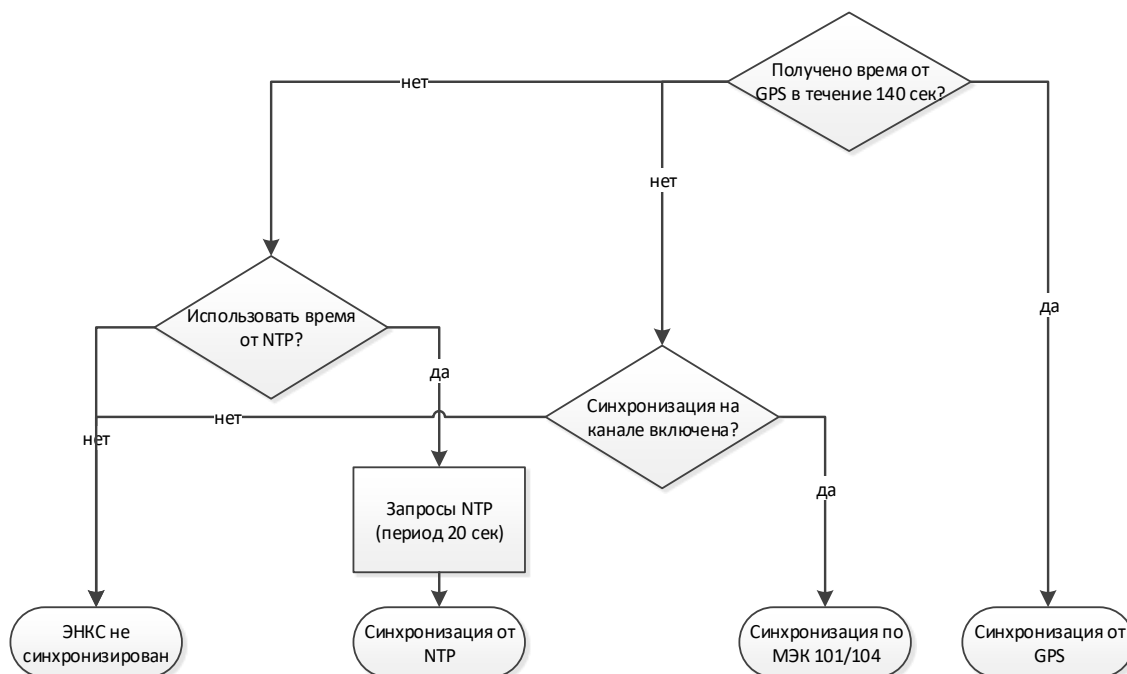 Получено время от
GPS в течение 140 сек?
нет
нет
да
Использовать время
от NTP?
да
Синхронизация на
канале включена?
нет
нет
да
Запросы NTP
(период 20 сек)
ЭНКС не
синхронизирован
Синхронизация от
NTP
Синхронизация по
МЭК 101/104
Синхронизация от
GPS